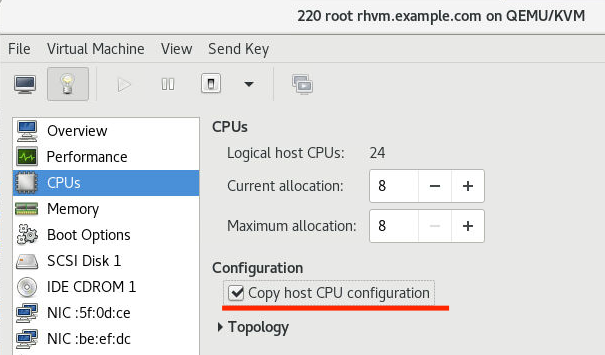 220 root rhvm.example.com on QEMU/KVM
File Virtual Machine View Send Key
Overview
Performance
CPUs
Memory
Boot Options
SCSI Disk 1
IDE CDROM 1
NIC :5f:0d:ce
NIC :be:ef:dc
CPUs
Logical host CPUs: 24
Current allocation: 8
Maximum allocation: 8
Configuration
Copy host CPU configuration
Topology